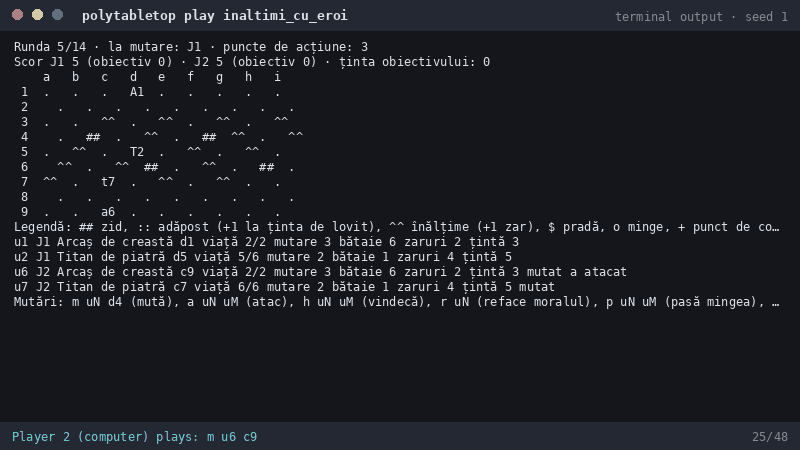 polytabletop play inaltimi_cu_eroi
terminal output · seed 1
Runda 5/14 · la mutare: J1 · puncte de acțiune: 3
Scor J1 5 (obiectiv 0) · J2 5 (obiectiv 0) · ținta obiectivului: 0
a b c d e f g h i
1 . . . A1 . . . . .
2 . . . . . . . . .
3 . . ^^ . ^^ . ^^ . ^^
4 . ## . ^^ . ## ^^ . ^^
5 . ^^ . T2 . ^^ . ^^ .
6 ^^ . ^^ ## . ^^ . ## .
7 ^^ . t7 . ^^ . ^^ . .
8 . . . . . . . . .
9 . . a6 . . . . . .
Legendă: ## zid, :: adăpost (+1 la ținta de lovit), ^^ înălțime (+1 zar), $ pradă, o minge, + punct de co…
u1 J1 Arcaș de creastă d1 viață 2/2 mutare 3 bătaie 6 zaruri 2 țintă 3
u2 J1 Titan de piatră d5 viață 5/6 mutare 2 bătaie 1 zaruri 4 țintă 5
u6 J2 Arcaș de creastă c9 viață 2/2 mutare 3 bătaie 6 zaruri 2 țintă 3 mutat a atacat
u7 J2 Titan de piatră c7 viață 6/6 mutare 2 bătaie 1 zaruri 4 țintă 5 mutat
Mutări: m uN d4 (mută), a uN uM (atac), h uN uM (vindecă), r uN (reface moralul), p uN uM (pasă mingea), …
Player 2 (computer) plays: m u6 c9
25/48